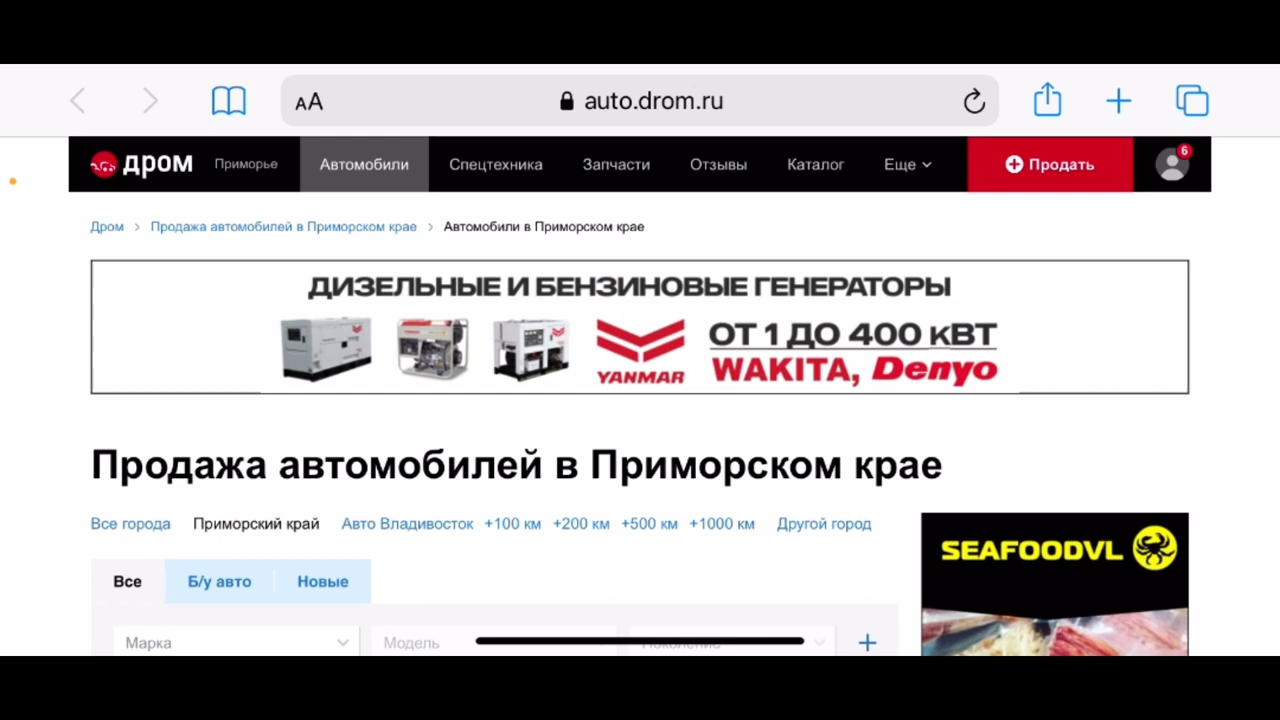 AA auto.drom.ru
дром Приморье Автомобили Спецтехника Запчасти Отзывы Каталог Еще Продать 6
Дром > Продажа автомобилей в Приморском крае > Автомобили в Приморском крае
ДИЗЕЛЬНЫЕ И БЕНЗИНОВЫЕ ГЕНЕРАТОРЫ
YANMAR
ОТ 1 ДО 400 кВТ
WAKITA, Denyo
Продажа автомобилей в Приморском крае
Все города Приморский край Авто Владивосток +100 км +200 км +500 км +1000 км Другой город
SEAFOODVL
Все Б/у авто Новые
Марка Модель Поколение